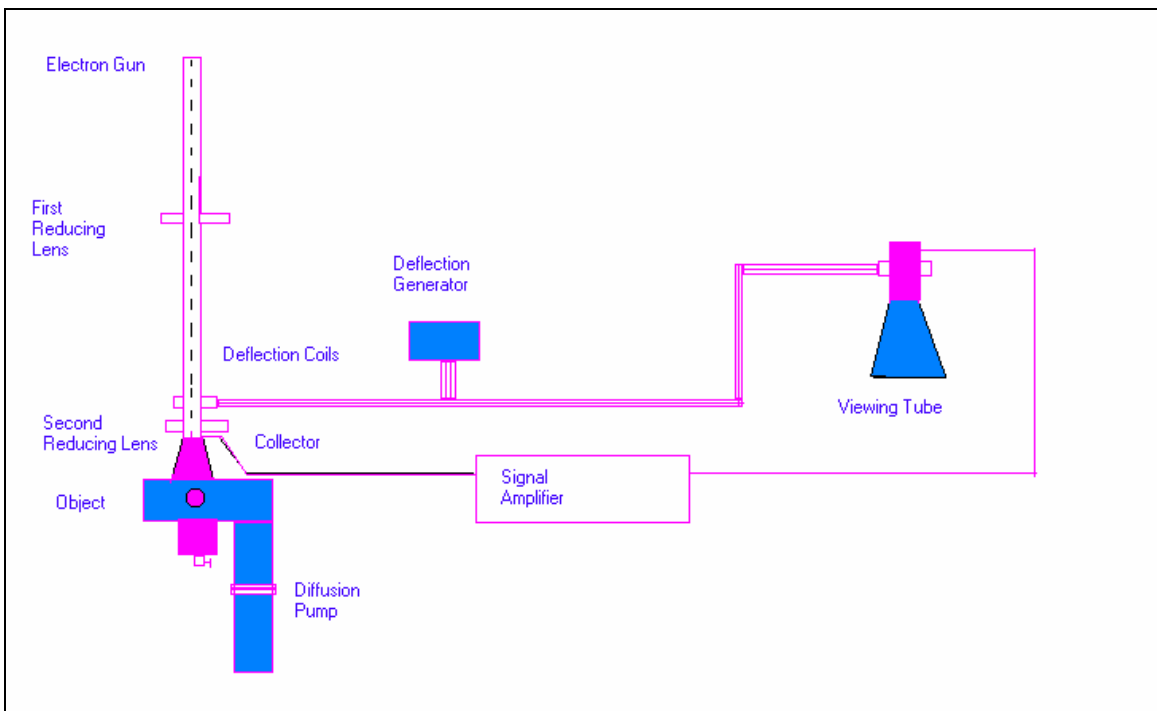 Electron Gun
First
Reducing
Lens
Deflection
Generator
Deflection Coils
Viewing Tube
Second
Reducing Lens
Collector
Signal
Amplifier
Object
Diffusion
Pump